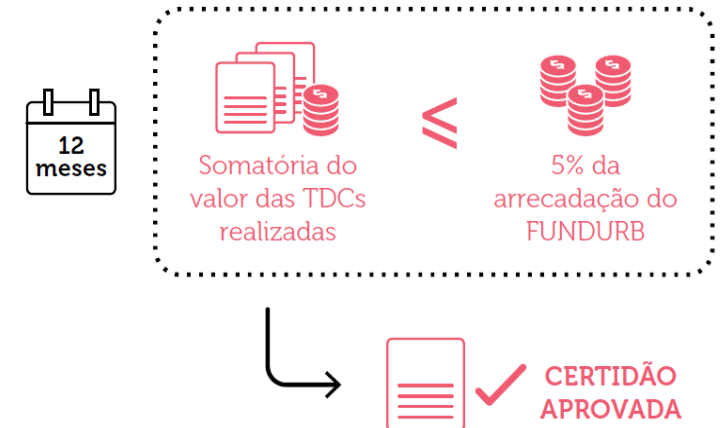 12
meses
Somatória do
valor das TDCs
realizadas
≤
5% da
arrecadação do
FUNDURB
CERTIDÃO
APROVADA